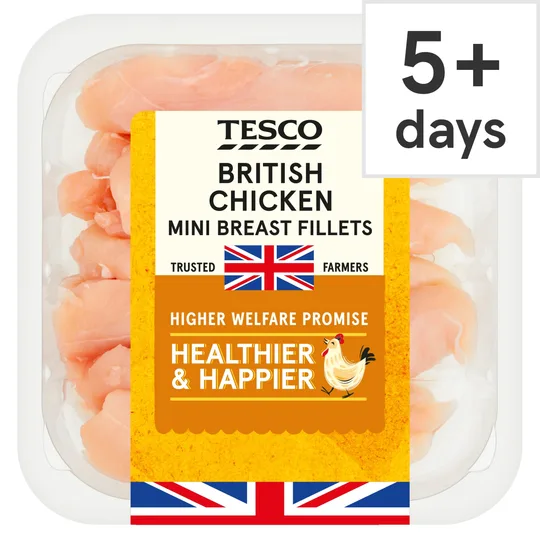 5+
days
TESCO
BRITISH
CHICKEN
MINI BREAST FILLETS
TRUSTED FARMERS
HIGHER WELFARE PROMISE
HEALTHIER
& HAPPIER